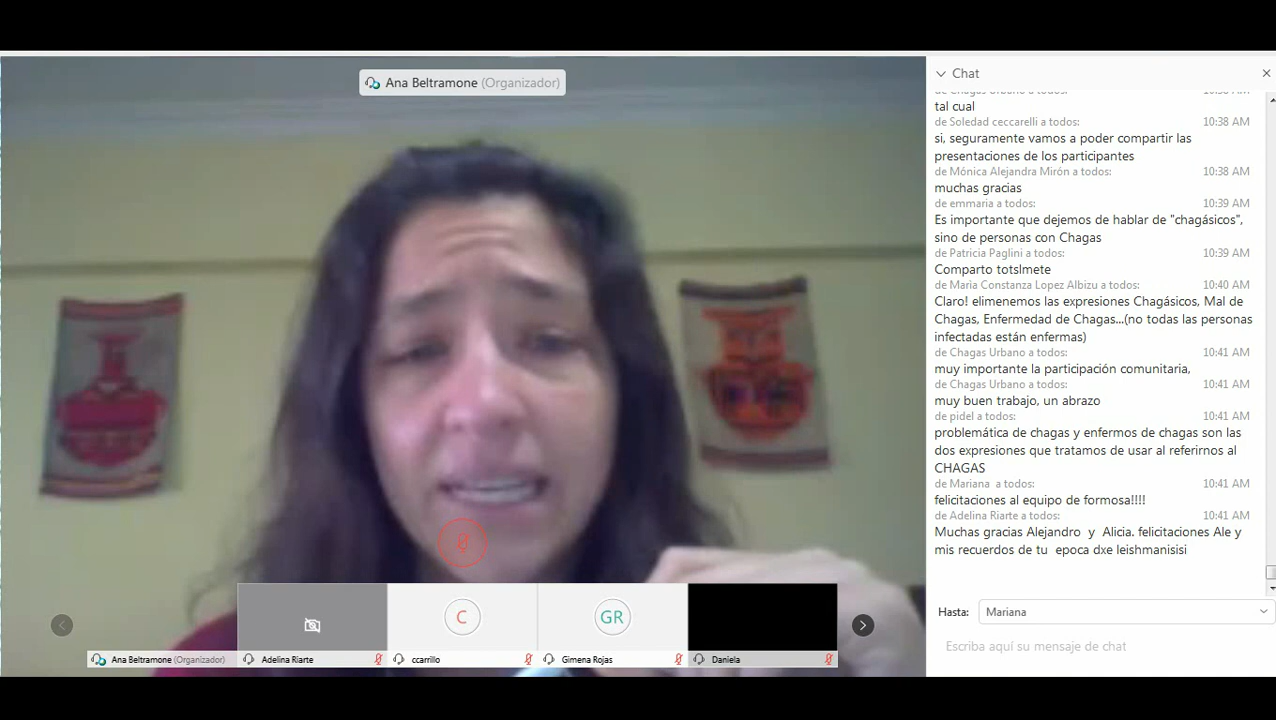 Ana Beltramone (Organizador)
Chat
de Chagas Urbano a todos: 10:38 AM
tal cual
de Soledad ceccarelli a todos: 10:38 AM
si, seguramente vamos a poder compartir las
presentaciones de los participantes
de Mónica Alejandra Mirón a todos: 10:38 AM
muchas gracias
de emmaria a todos: 10:39 AM
Es importante que dejemos de hablar de "chagásicos",
sino de personas con Chagas
de Patricia Paglini a todos: 10:39 AM
Comparto totslmete
de Maria Constanza Lopez Albizu a todos: 10:40 AM
Claro! elimenemos las expresiones Chagásicos, Mal de
Chagas, Enfermedad de Chagas...(no todas las personas
infectadas están enfermas)
de Chagas Urbano a todos: 10:41 AM
muy importante la participación comunitaria,
de Chagas Urbano a todos: 10:41 AM
muy buen trabajo, un abrazo
de pidel a todos: 10:41 AM
problemática de chagas y enfermos de chagas son las
dos expresiones que tratamos de usar al referirnos al
CHAGAS
de Mariana a todos: 10:41 AM
felicitaciones al equipo de formosa!!!!
de Adelina Riarte a todos: 10:41 AM
Muchas gracias Alejandro y Alicia. felicitaciones Ale y
mis recuerdos de tu epoca dxe leishmanisisi
Hasta: Mariana
Escriba aquí su mensaje de chat
C
GR
Ana Beltramone (Organizador)
Adelina Riarte
ccarrillo
Gimena Rojas
Daniela